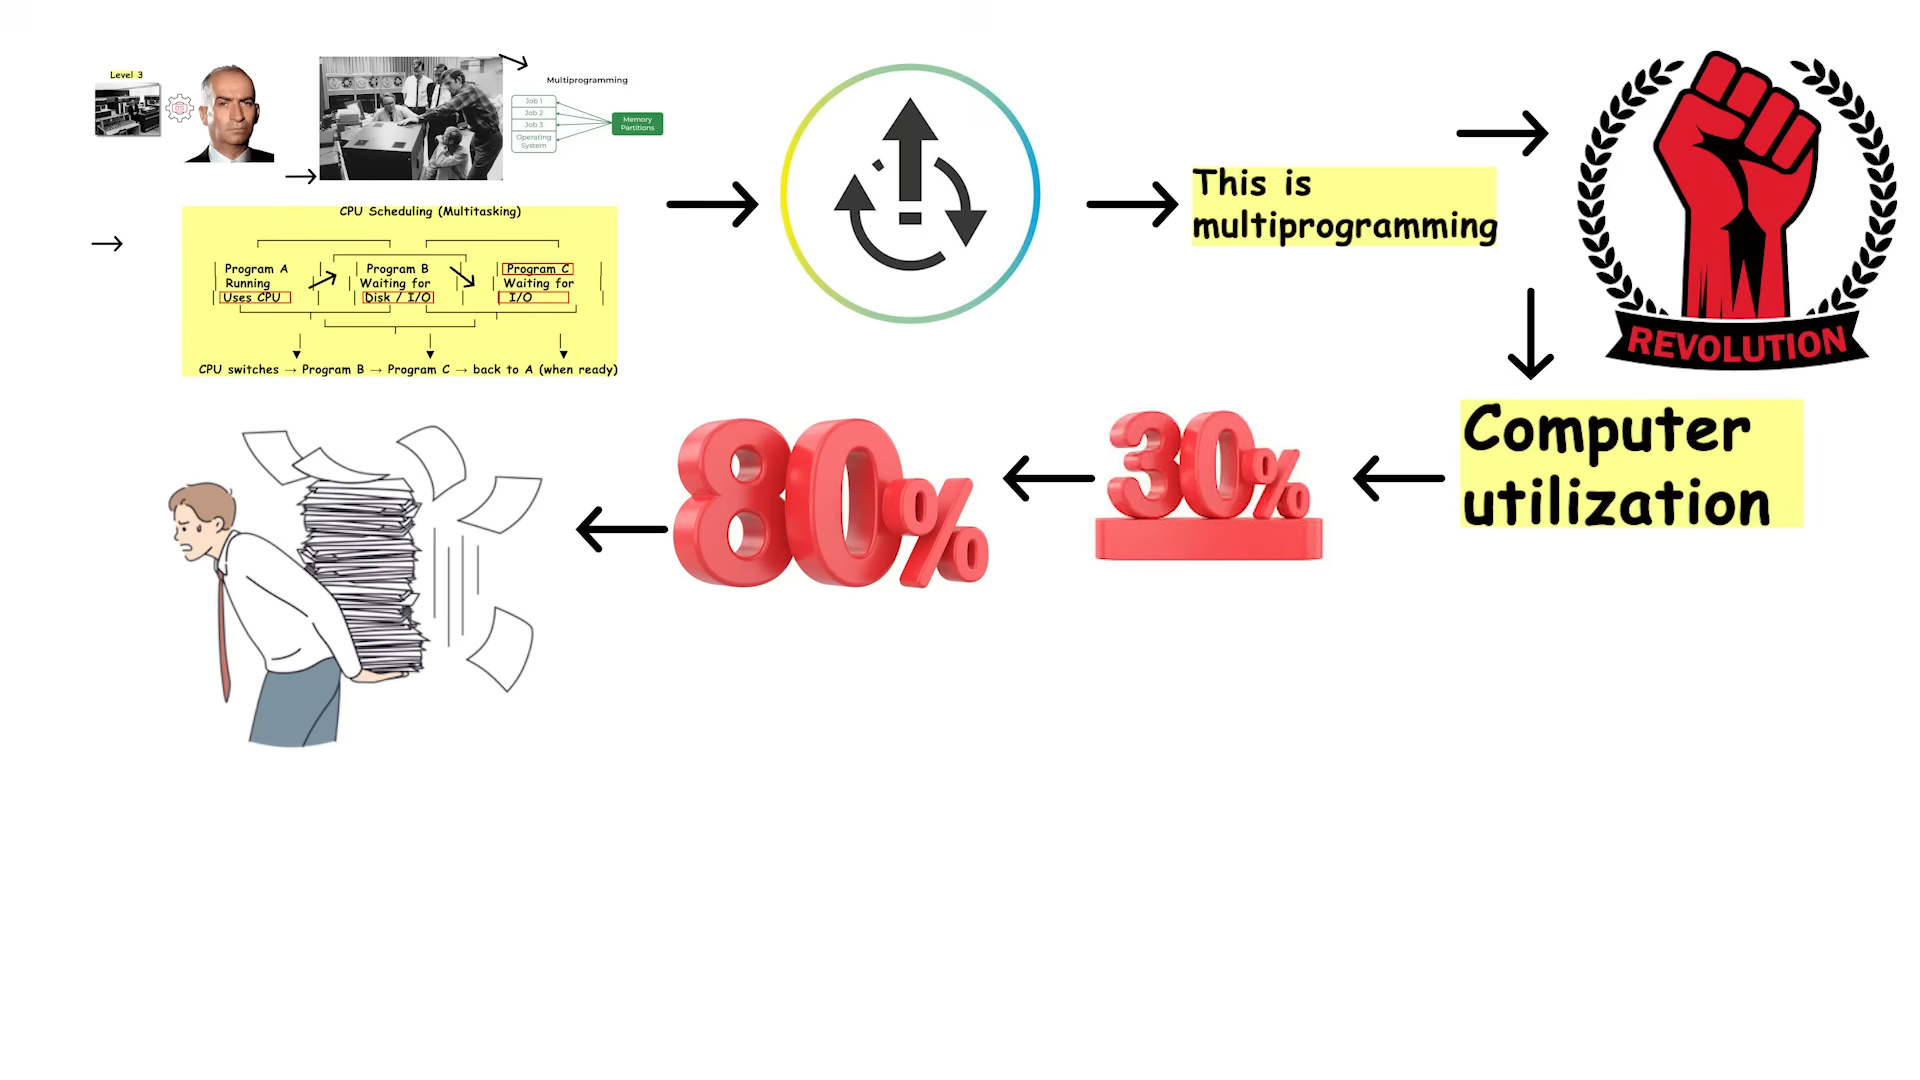 Level 3
OS
Multiprogramming
Job 1
Job 2
Job 3
Operating
System
Memory
Partitions
CPU Scheduling (Multitasking)
Program A
Running
Uses CPU
Program B
Waiting for
Disk / I/O
Program C
Waiting for
I/O
CPU switches → Program B → Program C → back to A (when ready)
This is
multiprogramming
REVOLUTION
Computer
utilization
30%
80%